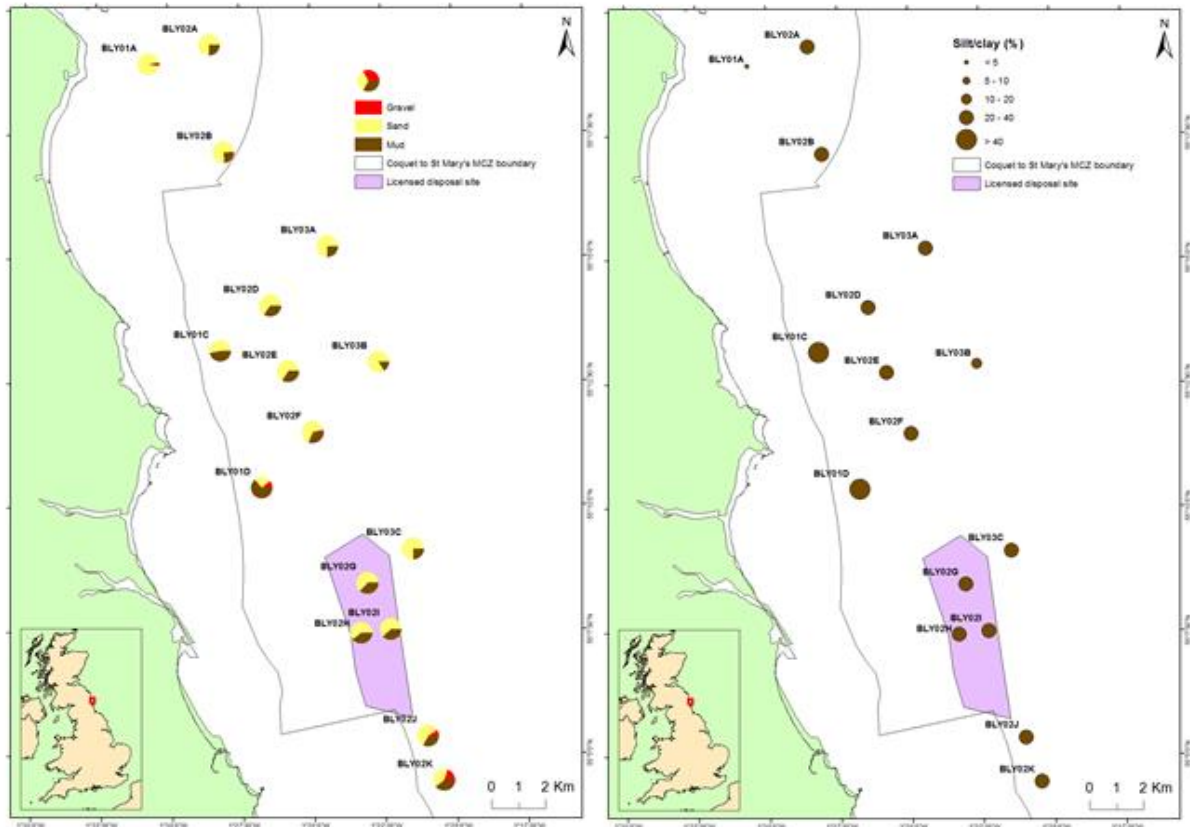 BLY02A
BLY01A
N
Gravel
Sand
Mud
Coquet to St Mary's MCZ boundary
Licensed disposal site
BLY02B
BLY03A
BLY02D
BLY01C
BLY02E
BLY03B
BLY02F
BLY01D
BLY03C
BLY02G
BLY02I
BLY02H
BLY02J
BLY02K
0 1 2 Km
N
Silt/clay (%)
< 5
5 - 10
10 - 20
20 - 40
> 40
Coquet to St Mary's MCZ boundary
Licensed disposal site
BLY02A
BLY01A
BLY02B
BLY03A
BLY02D
BLY01C
BLY02E
BLY03B
BLY02F
BLY01D
BLY03C
BLY02G
BLY02I
BLY02H
BLY02J
BLY02K
0 1 2 Km